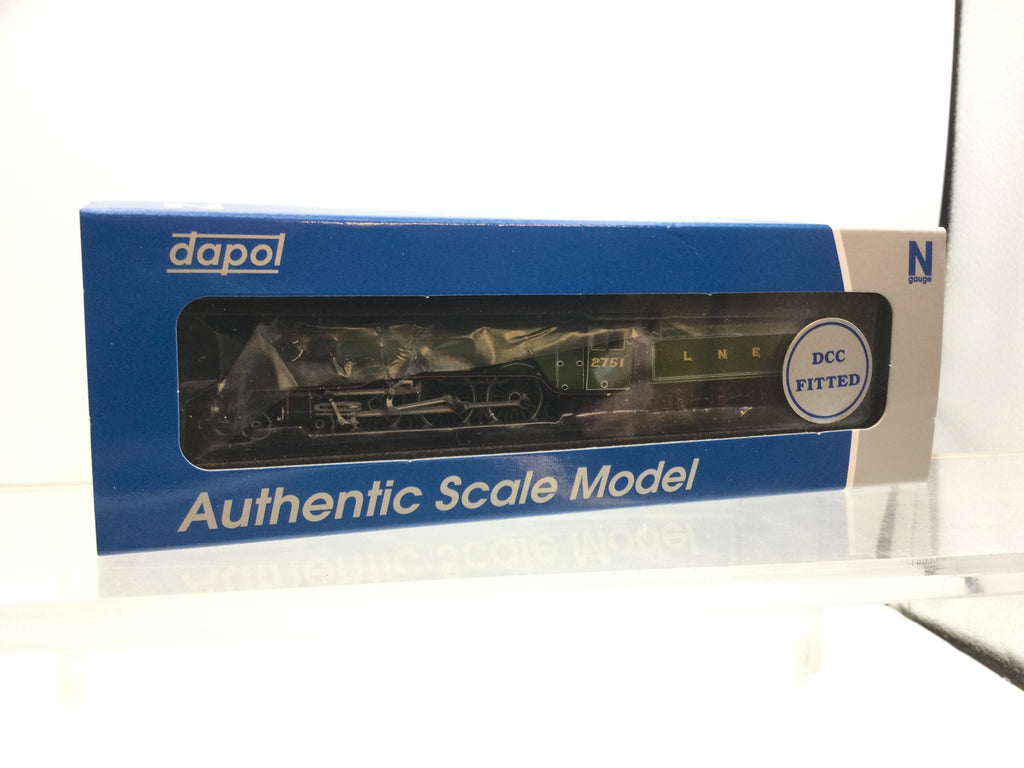 dapol
N
gauge
2751
L N E
DCC
FITTED
Authentic Scale Model